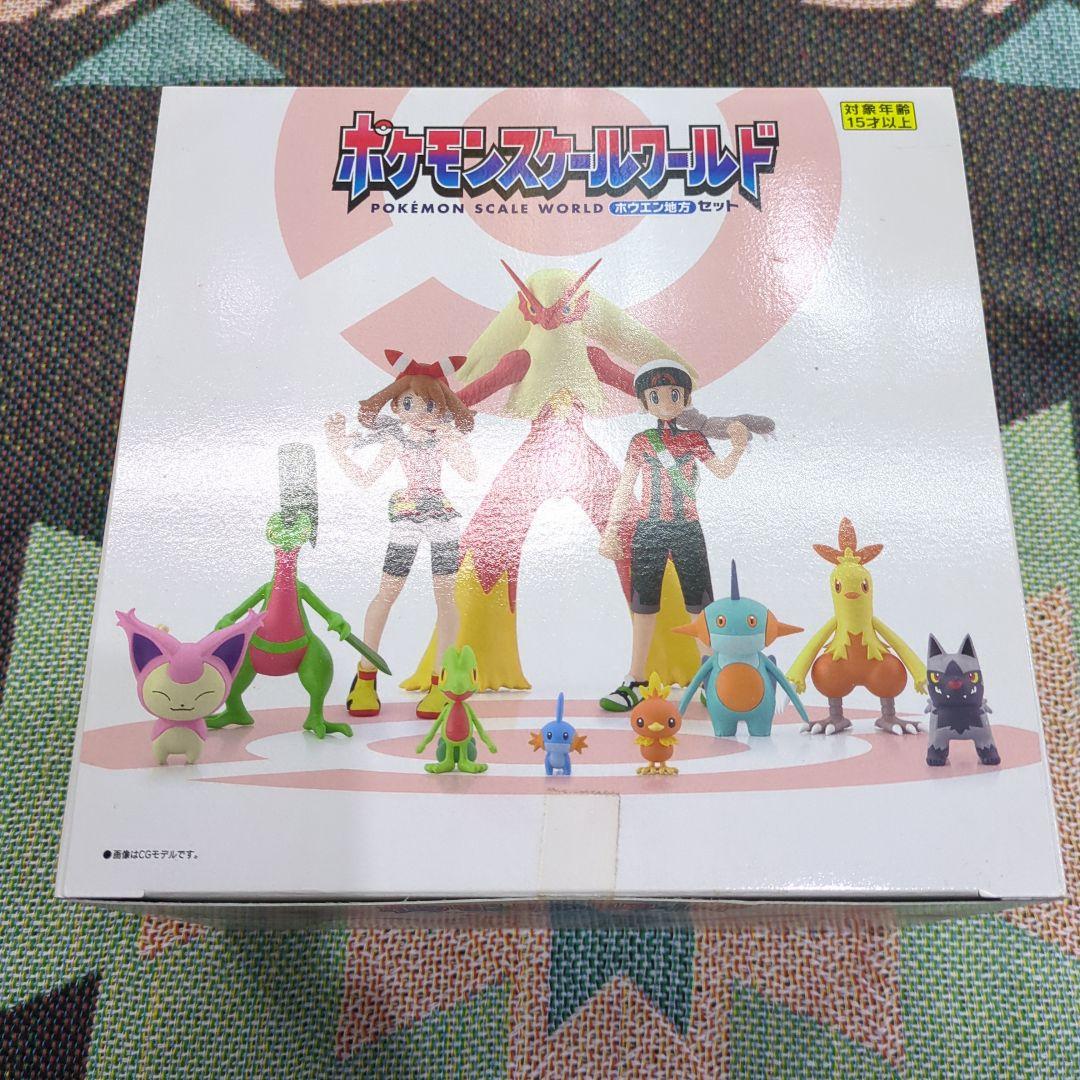 対象年齢
15才以上
ポケモンスケールワールド
POKÉMON SCALE WORLD ホウエン地方 セット
●画像はCGモデルです。